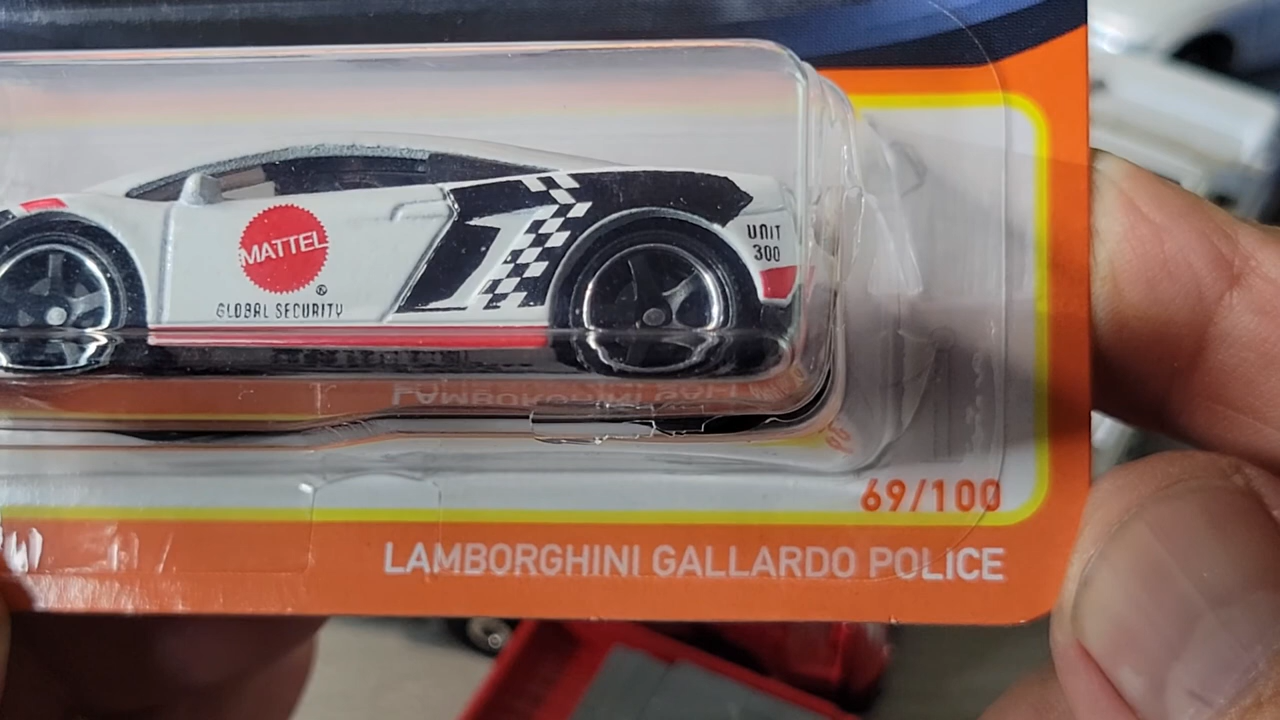 MATTEL
®
GLOBAL SECURITY
UNIT
300
69/100
LAMBORGHINI GALLARDO POLICE